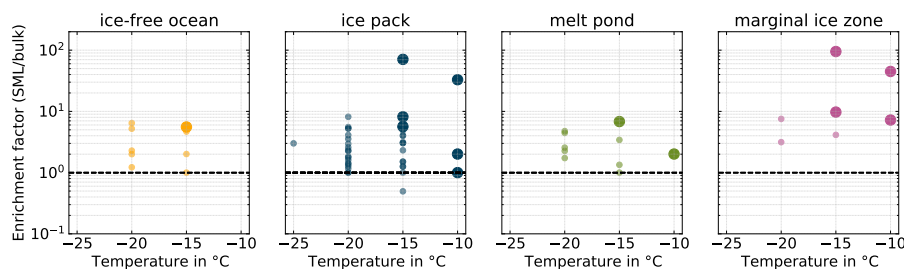 ice-free ocean ice pack melt pond marginal ice zone
Enrichment factor (SML/bulk)
10²
10¹
10⁰
10⁻¹
−25 −20 −15 −10 −25 −20 −15 −10 −25 −20 −15 −10 −25 −20 −15 −10
Temperature in °C Temperature in °C Temperature in °C Temperature in °C